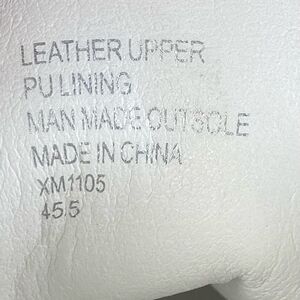 LEATHER UPPER
PU LINING
MAN MADE OUTSOLE
MADE IN CHINA
XM1105
45.5